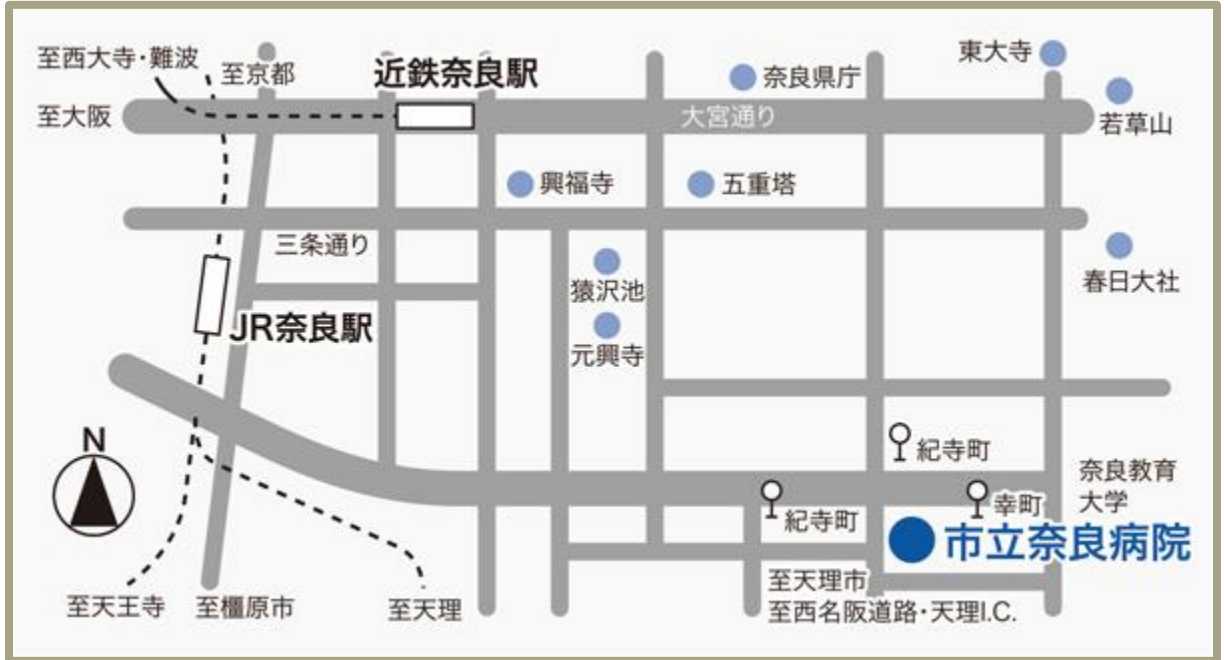 至西大寺・難波
至京都
近鉄奈良駅
奈良県庁
東大寺
至大阪
大宮通り
若草山
興福寺
五重塔
三条通り
猿沢池
春日大社
JR奈良駅
元興寺
N
紀寺町
奈良教育
大学
紀寺町
幸町
市立奈良病院
至天王寺
至橿原市
至天理
至天理市
至西名阪道路・天理I.C.